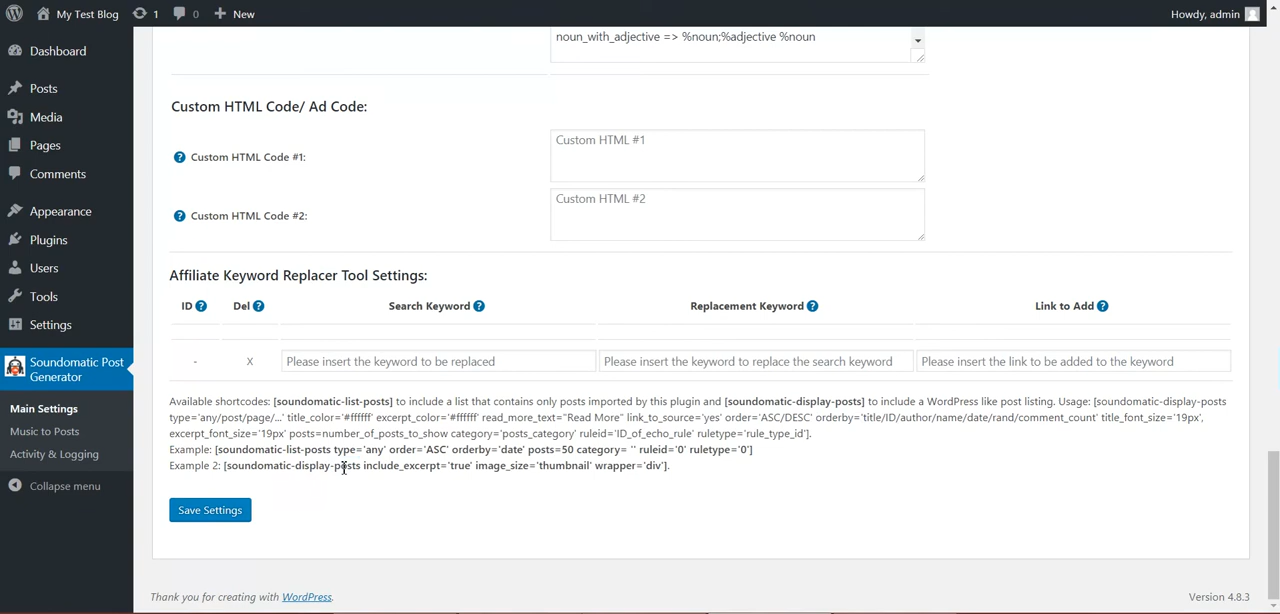 My Test Blog 1 0 New Howdy, admin
Dashboard
Posts
Media
Pages
Comments
Appearance
Plugins
Users
Tools
Settings
Soundomatic Post
Generator
Main Settings
Music to Posts
Activity & Logging
Collapse menu
noun_with_adjective => %noun;%adjective %noun
Custom HTML Code/ Ad Code:
? Custom HTML Code #1:
Custom HTML #1
? Custom HTML Code #2:
Custom HTML #2
Affiliate Keyword Replacer Tool Settings:
ID ? Del ? Search Keyword ? Replacement Keyword ? Link to Add ?
- X Please insert the keyword to be replaced Please insert the keyword to replace the search keyword Please insert the link to be added to the keyword
Available shortcodes: [soundomatic-list-posts] to include a list that contains only posts imported by this plugin and [soundomatic-display-posts] to include a WordPress like post listing. Usage: [soundomatic-display-posts
type='any/post/page/...' title_color='#ffffff' excerpt_color='#ffffff' read_more_text="Read More" link_to_source='yes' order='ASC/DESC' orderby='title/ID/author/name/date/rand/comment_count' title_font_size='19px',
excerpt_font_size='19px' posts=number_of_posts_to_show category='posts_category' ruleid='ID_of_echo_rule' ruletype='rule_type_id'].
Example: [soundomatic-list-posts type='any' order='ASC' orderby='date' posts=50 category= '' ruleid='0' ruletype='0']
Example 2: [soundomatic-display-posts include_excerpt='true' image_size='thumbnail' wrapper='div'].
Save Settings
Thank you for creating with WordPress. Version 4.8.3